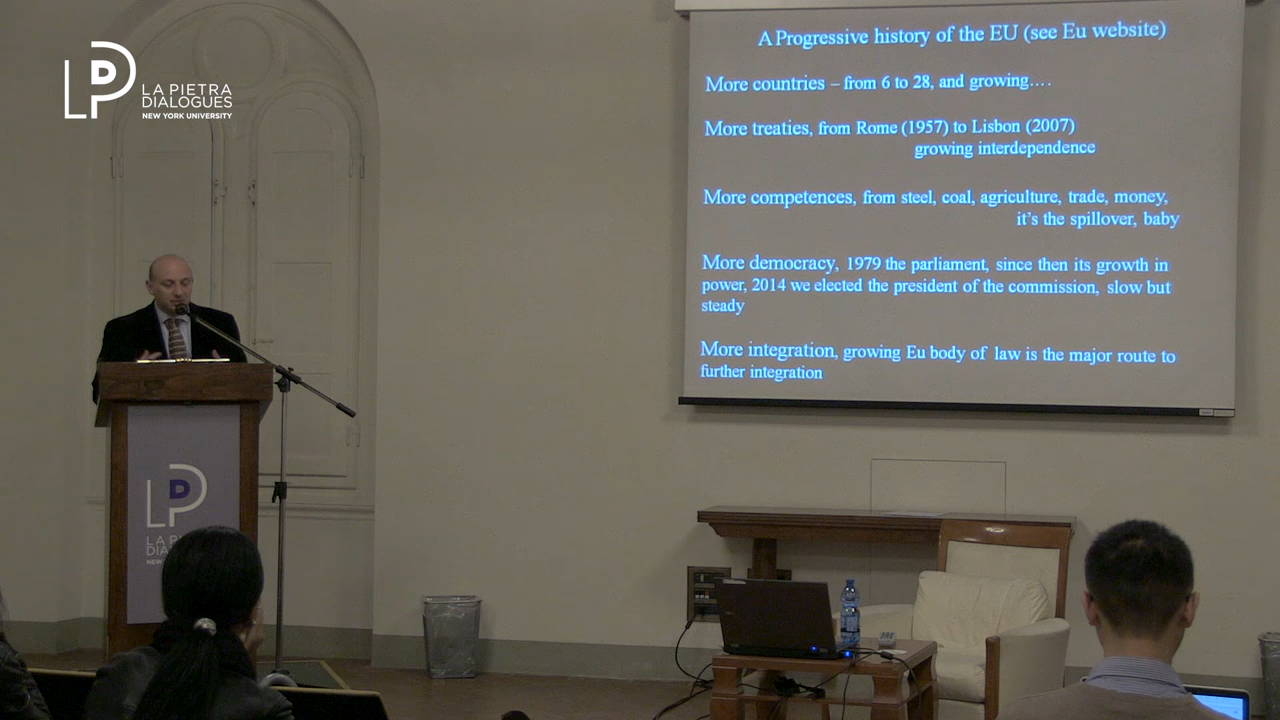 LA PIETRA
DIALOGUES
NEW YORK UNIVERSITY
A Progressive history of the EU (see Eu website)
More countries – from 6 to 28, and growing….
More treaties, from Rome (1957) to Lisbon (2007)
growing interdependence
More competences, from steel, coal, agriculture, trade, money,
it's the spillover, baby
More democracy, 1979 the parliament, since then its growth in
power, 2014 we elected the president of the commission, slow but
steady
More integration, growing Eu body of law is the major route to
further integration
LA PI
DIA
NEW